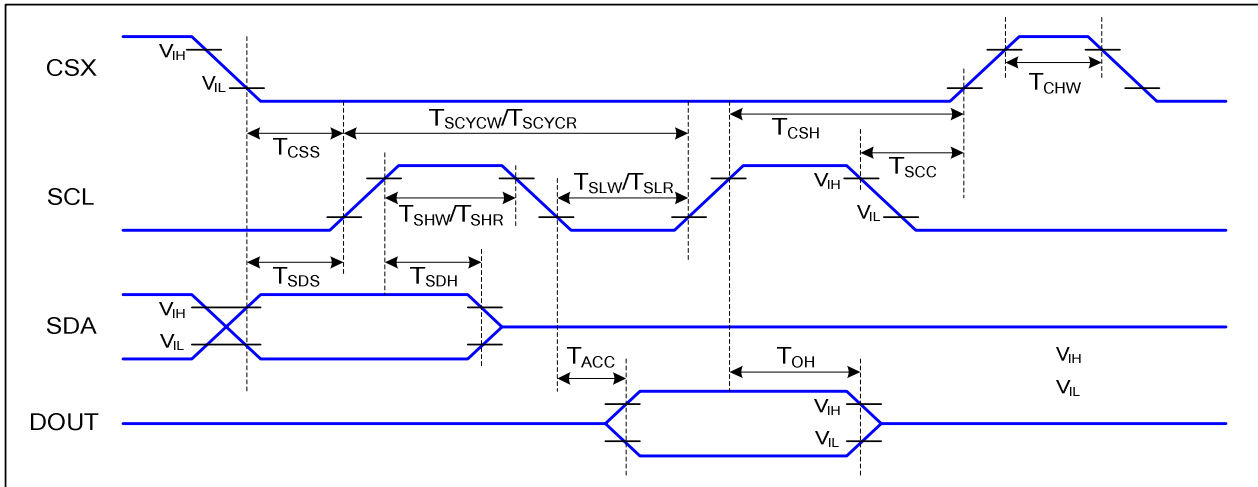 CSX
VIH
VIL
TCHW
TSCYCW/TSCYCR
TCSS
TCSH
TSCC
SCL
TSLW/TSLR
VIH
VIL
TSHW/TSHR
TSDS
TSDH
SDA
VIH
VIL
TACC
TOH
VIH
VIL
DOUT
VIH
VIL